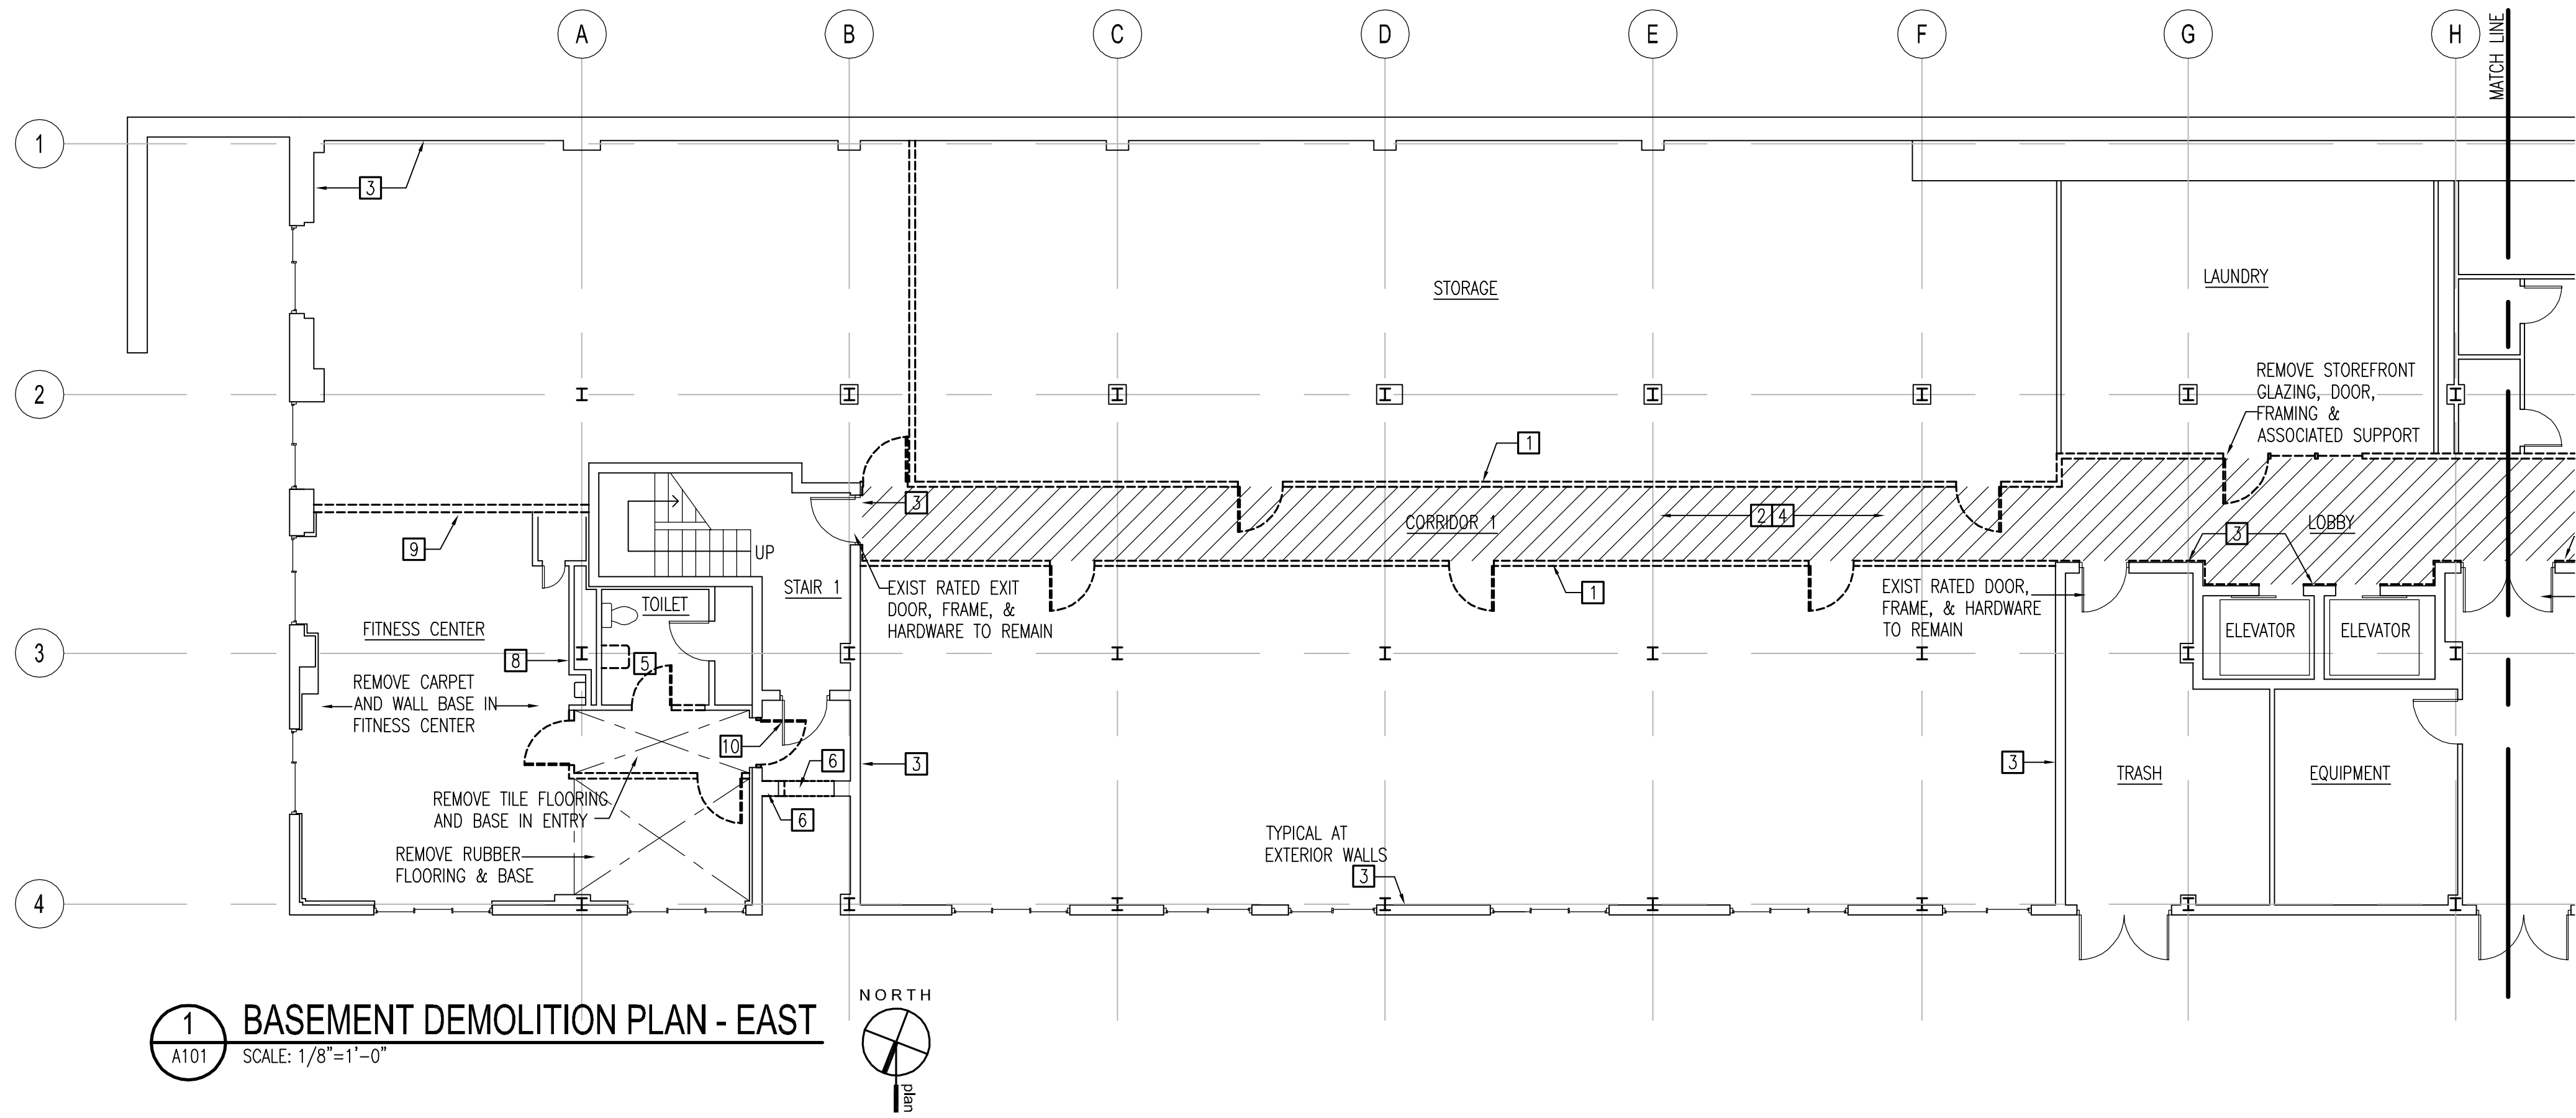 A
B
C
D
E
F
G
H
MATCH LINE
1
2
3
4
3
STORAGE
LAUNDRY
REMOVE STOREFRONT
GLAZING, DOOR,
FRAMING &
ASSOCIATED SUPPORT
1
3
CORRIDOR 1
2 4
LOBBY
3
9
UP
STAIR 1
EXIST RATED EXIT
DOOR, FRAME, &
HARDWARE TO REMAIN
1
EXIST RATED DOOR,
FRAME, & HARDWARE
TO REMAIN
TOILET
FITNESS CENTER
ELEVATOR
ELEVATOR
8
5
REMOVE CARPET
AND WALL BASE IN
FITNESS CENTER
10
6
3
3
TRASH
EQUIPMENT
REMOVE TILE FLOORING
AND BASE IN ENTRY
6
REMOVE RUBBER
FLOORING & BASE
TYPICAL AT
EXTERIOR WALLS
3
1
A101
BASEMENT DEMOLITION PLAN - EAST
SCALE: 1/8"=1'-0"
NORTH
plan